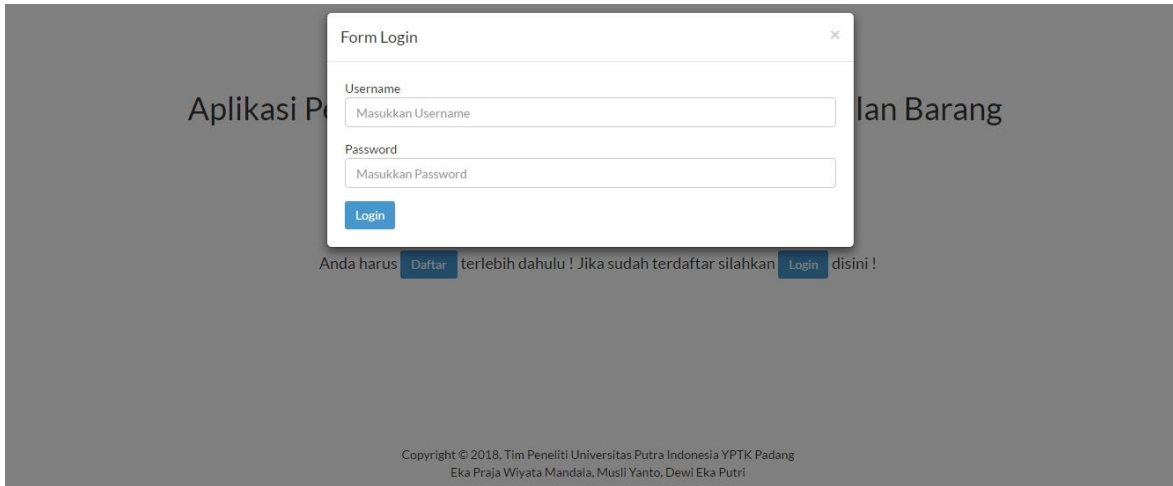 Form Login ×
Username
Masukkan Username
Aplikasi lan Barang
Password
Masukkan Password
Login
Anda harus Daftar terlebih dahulu ! Jika sudah terdaftar silahkan Login disini !
Copyright © 2018, Tim Peneliti Universitas Putra Indonesia YPTK Padang
Eka Praja Wiyata Mandala, Musli Yanto, Dewi Eka Putri